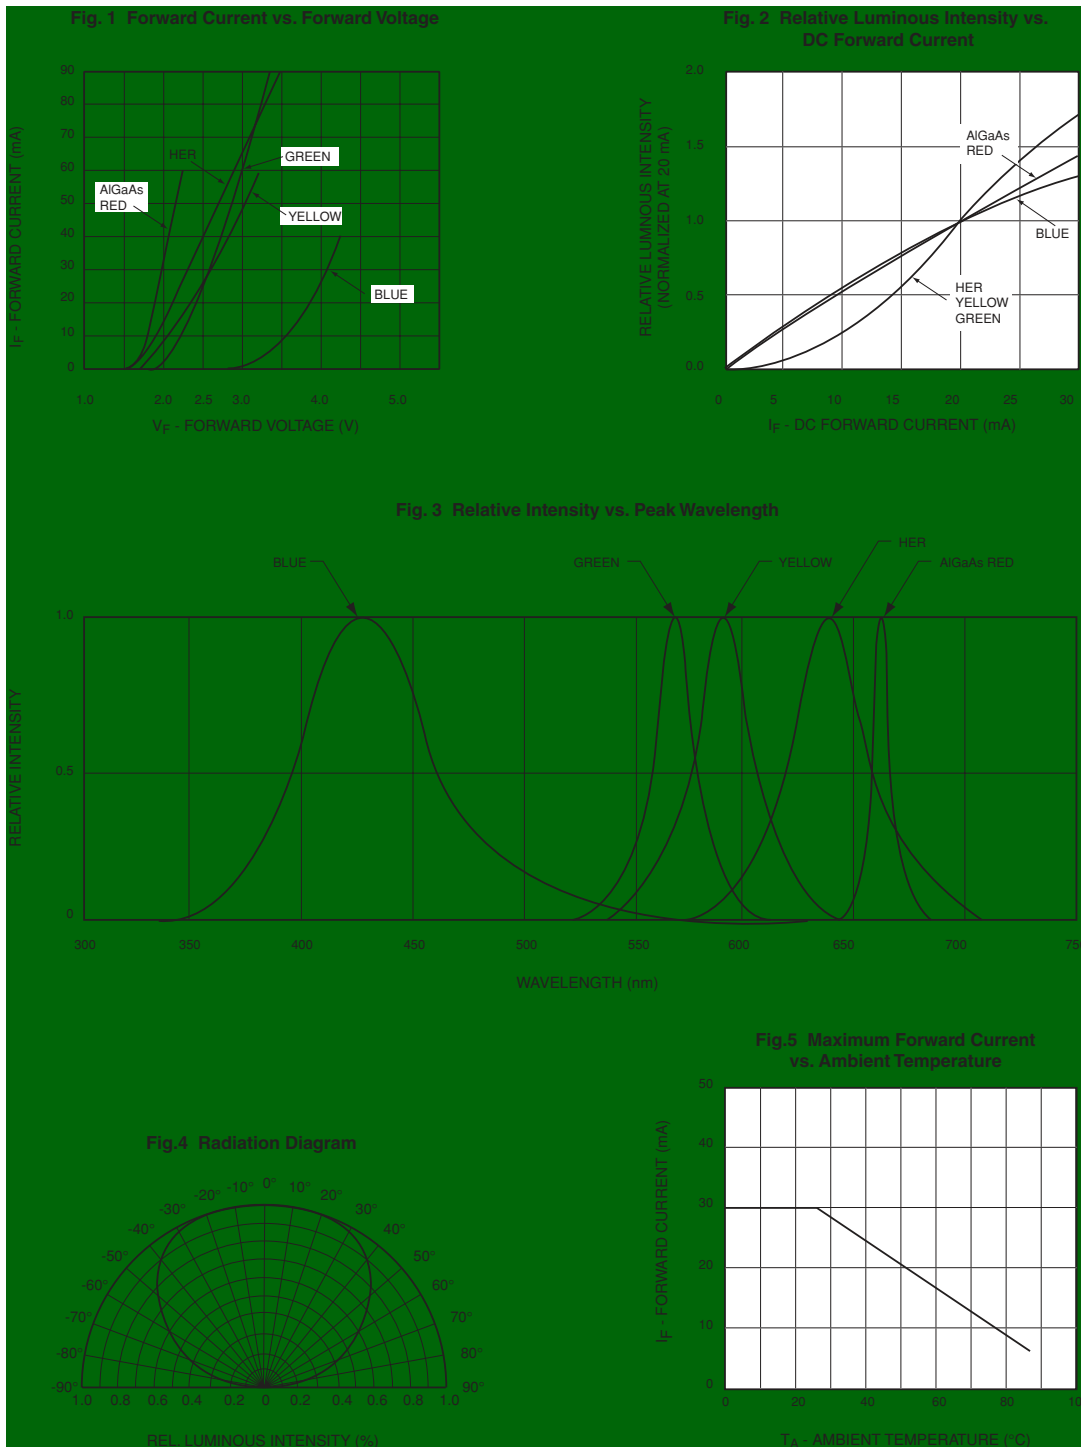 Fig. 1 Forward Current vs. Forward Voltage
IF - FORWARD CURRENT (mA)
90
80
70
60
50
40
30
20
10
0
HER
GREEN
AlGaAs
RED
YELLOW
BLUE
1.0 2.0 2.5 3.0 4.0 5.0
VF - FORWARD VOLTAGE (V)
Fig. 2 Relative Luminous Intensity vs.
DC Forward Current
RELATIVE LUMNOUS INTENSITY
(NORMALIZED AT 20 mA)
2.0
1.5
1.0
0.5
0.0
AlGaAs
RED
BLUE
HER
YELLOW
GREEN
0 5 10 15 20 25 30
IF - DC FORWARD CURRENT (mA)
Fig. 3 Relative Intensity vs. Peak Wavelength
BLUE
GREEN
YELLOW
HER
AlGaAs RED
RELATIVE INTENSITY
1.0
0.5
0
300 350 400 450 500 550 600 650 700 750
WAVELENGTH (nm)
Fig.4 Radiation Diagram
-90° -80° -70° -60° -50° -40° -30° -20° -10° 0° 10° 20° 30° 40° 50° 60° 70° 80° 90°
1.0 0.8 0.6 0.4 0.2 0 0.2 0.4 0.6 0.8 1.0
REL. LUMINOUS INTENSITY (%)
Fig.5 Maximum Forward Current
vs. Ambient Temperature
IF - FORWARD CURRENT (mA)
50
40
30
20
10
0
0 20 40 60 80 10
TA - AMBIENT TEMPERATURE (°C)